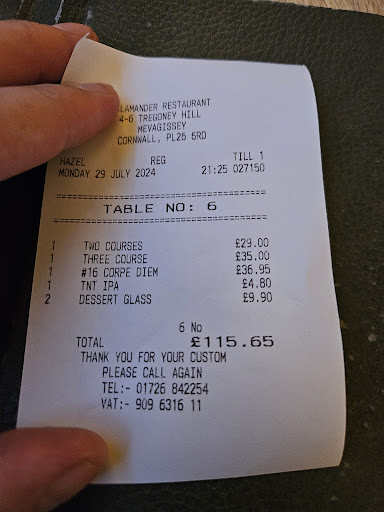 ALAMANDER RESTAURANT
4-6 TREGONEY HILL
MEVAGISSEY
CORNWALL, PL26 6RD
HAZEL REG TILL 1
MONDAY 29 JULY 2024 21:25 027150
TABLE NO: 6
1 TWO COURSES £29.00
1 THREE COURSE £35.00
1 #16 CORPE DIEM £36.95
1 TNT IPA £4.80
2 DESSERT GLASS £9.90
6 No
TOTAL £115.65
THANK YOU FOR YOUR CUSTOM
PLEASE CALL AGAIN
TEL:- 01726 842254
VAT:- 909 6316 11